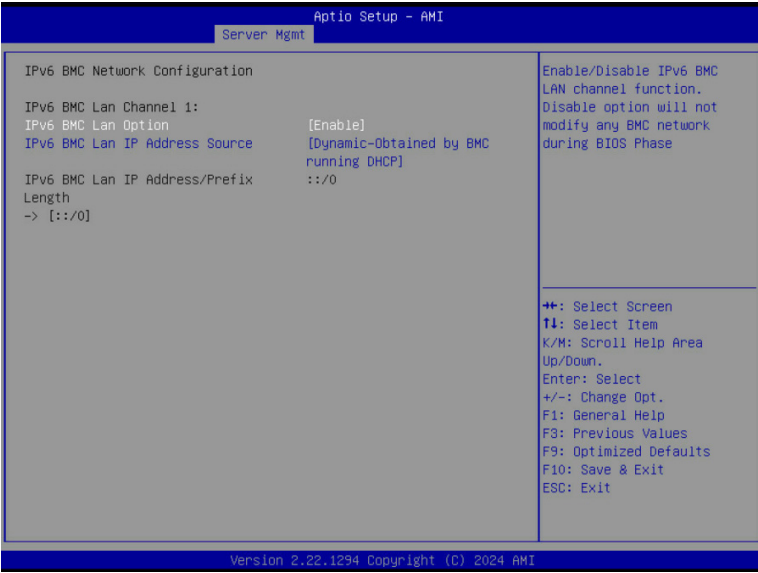 Aptio Setup – AMI
Server Mgmt
IPv6 BMC Network Configuration
IPv6 BMC Lan Channel 1:
IPv6 BMC Lan Option [Enable]
IPv6 BMC Lan IP Address Source [Dynamic-Obtained by BMC
running DHCP]
IPv6 BMC Lan IP Address/Prefix ::/0
Length
-> [::/0]
Enable/Disable IPv6 BMC
LAN channel function.
Disable option will not
modify any BMC network
during BIOS Phase
→←: Select Screen
↑↓: Select Item
K/M: Scroll Help Area
Up/Down.
Enter: Select
+/-: Change Opt.
F1: General Help
F3: Previous Values
F9: Optimized Defaults
F10: Save & Exit
ESC: Exit
Version 2.22.1294 Copyright (C) 2024 AMI